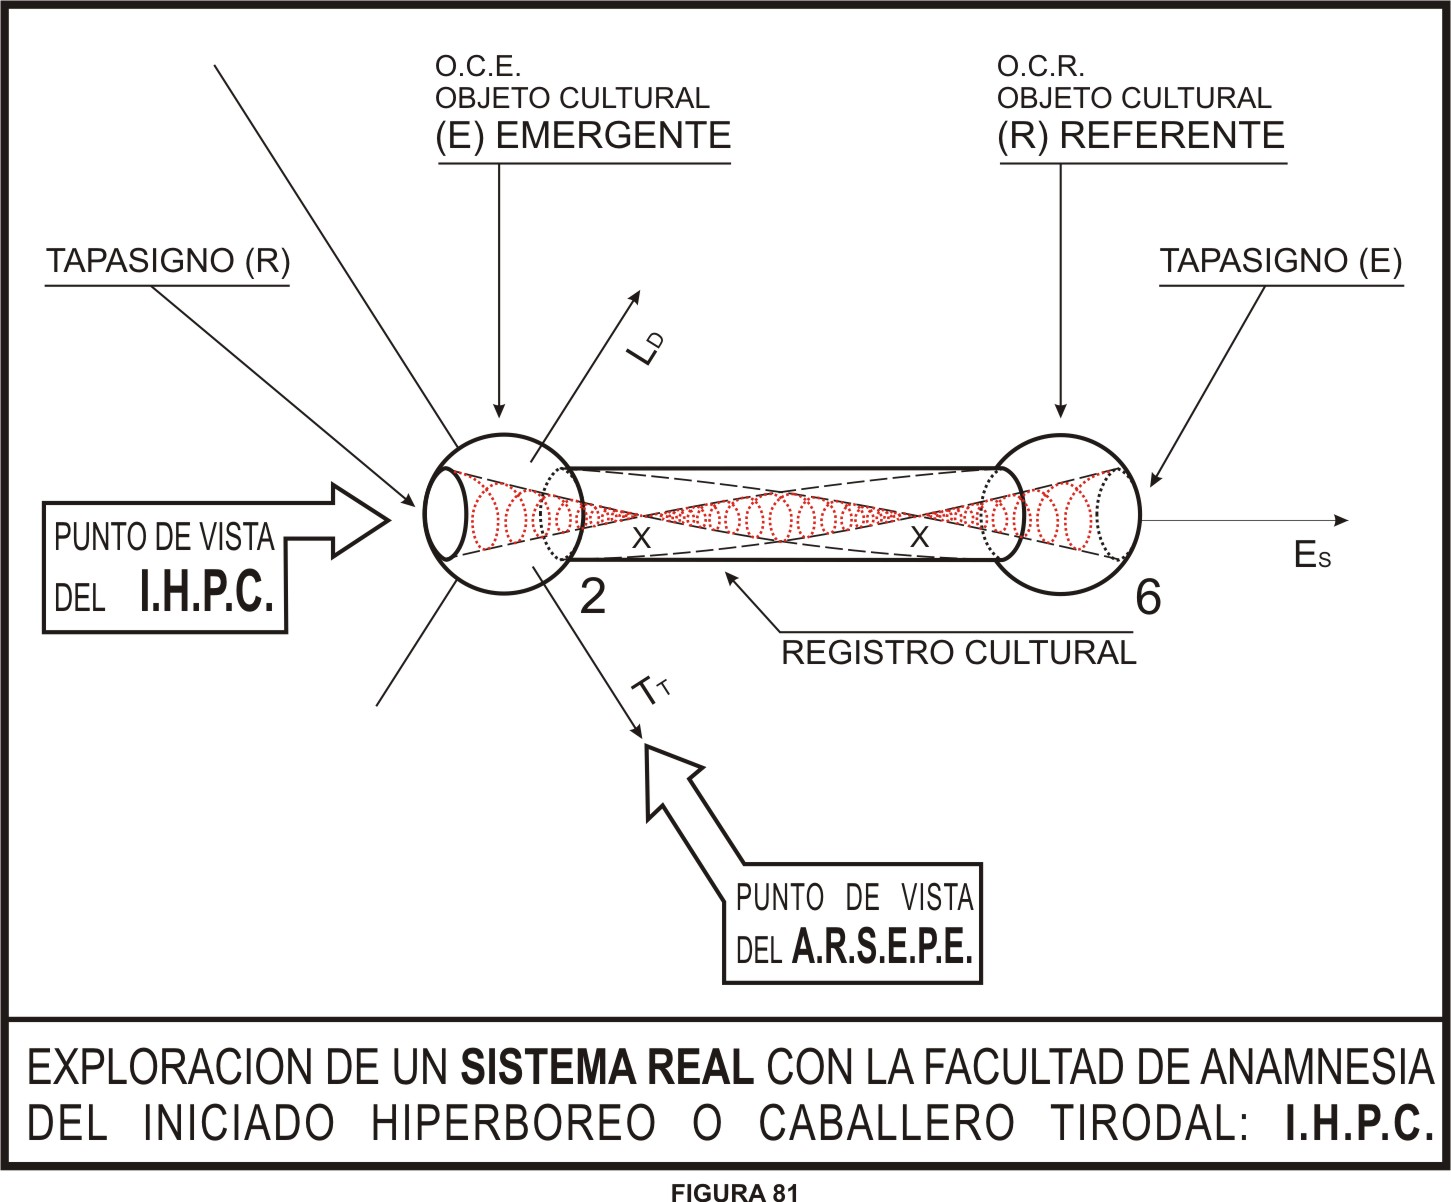 O.C.E.
OBJETO CULTURAL
(E) EMERGENTE
O.C.R.
OBJETO CULTURAL
(R) REFERENTE
TAPASIGNO (R)
TAPASIGNO (E)
LD
PUNTO DE VISTA
DEL I.H.P.C.
X
X
ES
2
6
REGISTRO CULTURAL
TT
PUNTO DE VISTA
DEL A.R.S.E.P.E.
EXPLORACION DE UN SISTEMA REAL CON LA FACULTAD DE ANAMNESIA
DEL INICIADO HIPERBOREO O CABALLERO TIRODAL: I.H.P.C.
FIGURA 81